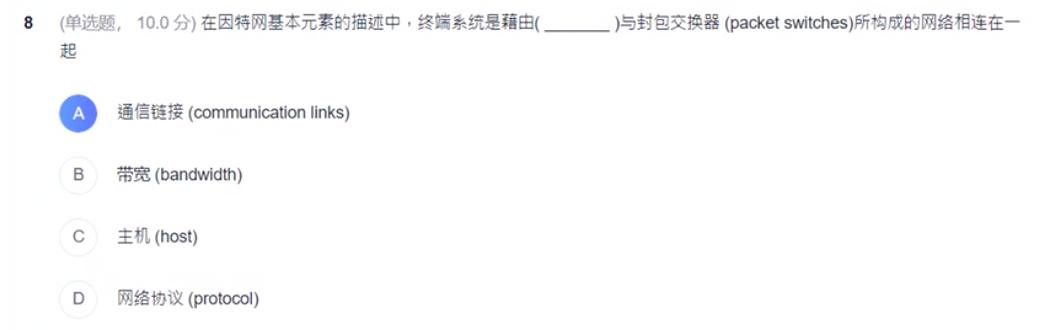 8 (单选题, 10.0 分) 在因特网基本元素的描述中，终端系统是藉由( ________ )与封包交换器 (packet switches)所构成的网络相连在一
起
A 通信链接 (communication links)
B 带宽 (bandwidth)
C 主机 (host)
D 网络协议 (protocol)